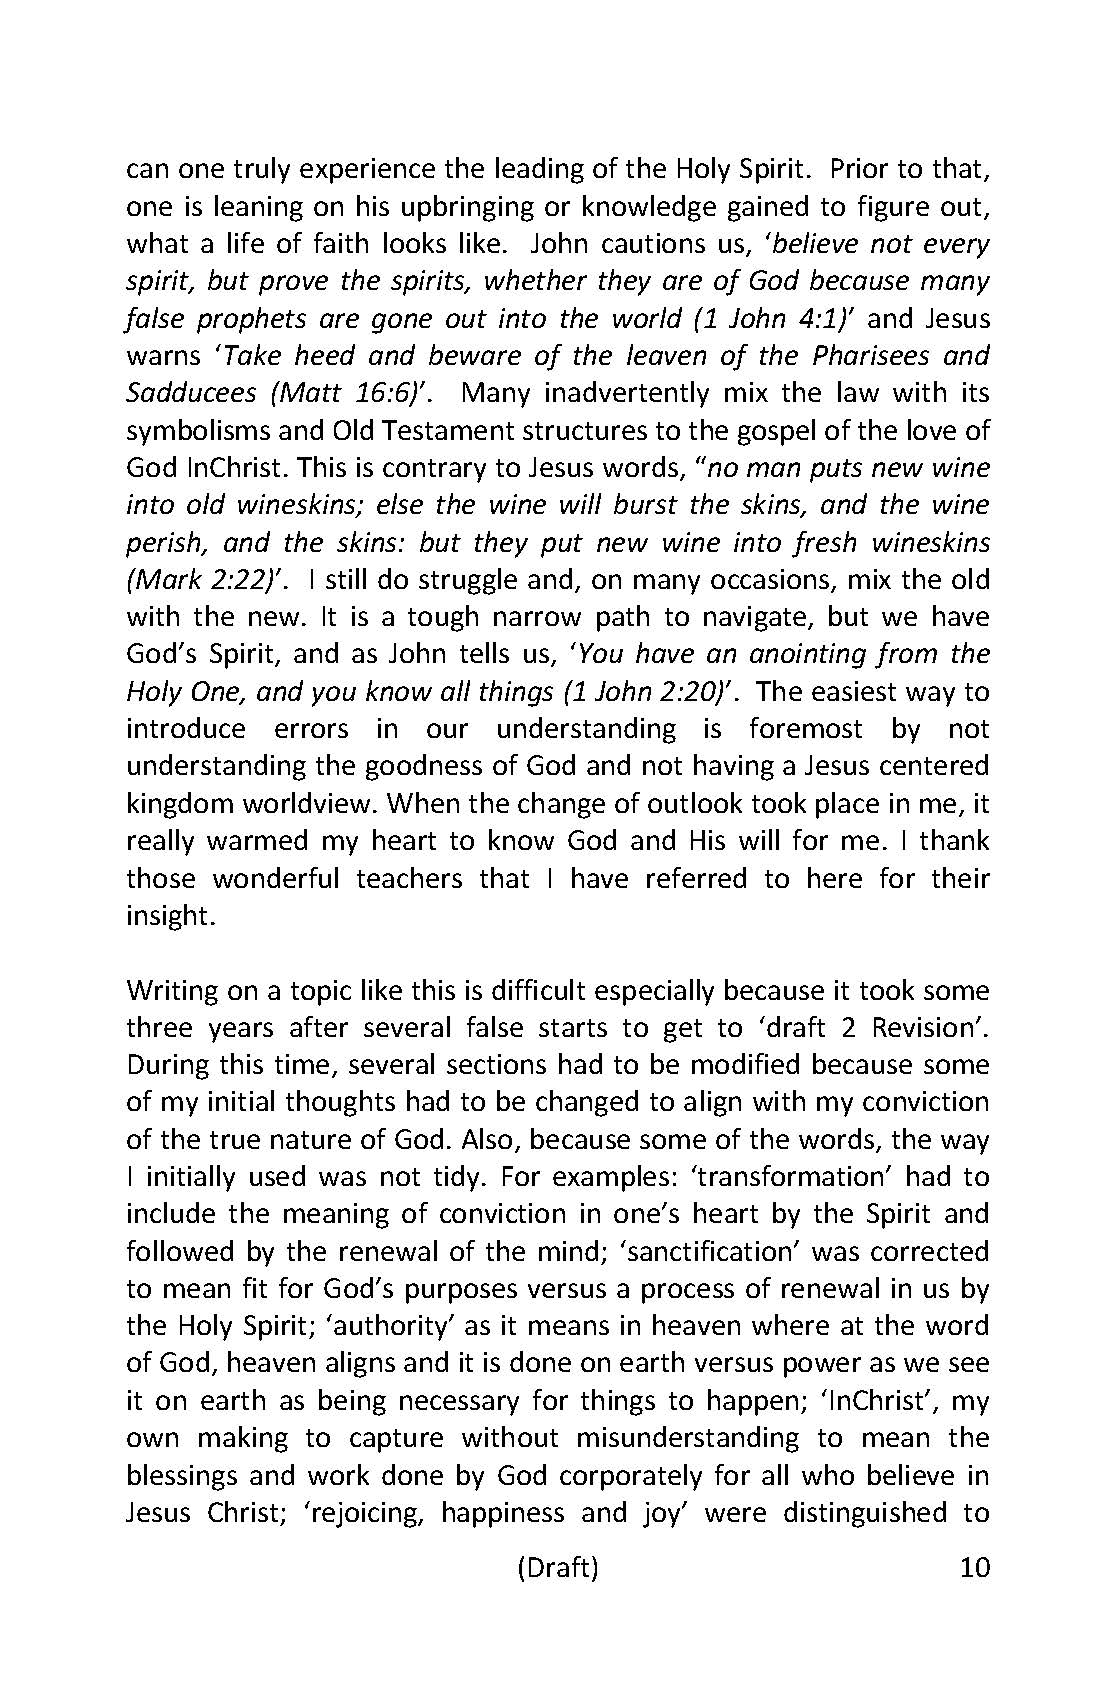 can one truly experience the leading of the Holy Spirit.  Prior to that,
one is leaning on his upbringing or knowledge gained to figure out,
what a life of faith looks like.  John cautions us, ‘believe not every
spirit, but prove the spirits, whether they are of God because many
false prophets are gone out into the world (1 John 4:1)’ and Jesus
warns ‘Take heed and beware of the leaven of the Pharisees and
Sadducees (Matt 16:6)’.  Many inadvertently mix the law with its
symbolisms and Old Testament structures to the gospel of the love of
God InChrist. This is contrary to Jesus words, “no man puts new wine
into old wineskins; else the wine will burst the skins, and the wine
perish, and the skins: but they put new wine into fresh wineskins
(Mark 2:22)’.  I still do struggle and, on many occasions, mix the old
with the new. It is a tough narrow path to navigate, but we have
God’s Spirit, and as John tells us, ‘You have an anointing from the
Holy One, and you know all things (1 John 2:20)’.  The easiest way to
introduce errors in our understanding is foremost by not
understanding the goodness of God and not having a Jesus centered
kingdom worldview. When the change of outlook took place in me, it
really warmed my heart to know God and His will for me. I thank
those wonderful teachers that I have referred to here for their
insight.
Writing on a topic like this is difficult especially because it took some
three years after several false starts to get to ‘draft 2 Revision’.
During this time, several sections had to be modified because some
of my initial thoughts had to be changed to align with my conviction
of the true nature of God. Also, because some of the words, the way
I initially used was not tidy. For examples: ‘transformation’ had to
include the meaning of conviction in one’s heart by the Spirit and
followed by the renewal of the mind; ‘sanctification’ was corrected
to mean fit for God’s purposes versus a process of renewal in us by
the Holy Spirit; ‘authority’ as it means in heaven where at the word
of God, heaven aligns and it is done on earth versus power as we see
it on earth as being necessary for things to happen; ‘InChrist’, my
own making to capture without misunderstanding to mean the
blessings and work done by God corporately for all who believe in
Jesus Christ; ‘rejoicing, happiness and joy’ were distinguished to
(Draft) 10